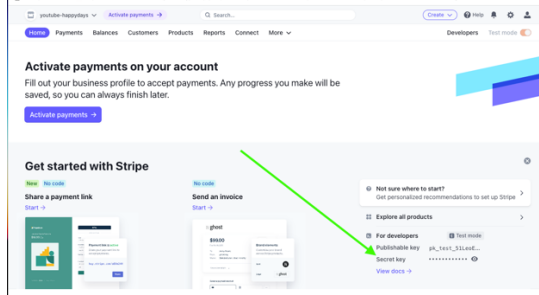 youtube-happydays
Activate payments →
Search...
Create
Help
Home Payments Balances Customers Products Reports Connect More
Developers Test mode
Activate payments on your account
Fill out your business profile to accept payments. Any progress you make will be
saved, so you can always finish later.
Activate payments →
Get started with Stripe
New No code
Share a payment link
Start →
No code
Send an invoice
Start →
ghost
$99.00
ghost
Not sure where to start?
Get personalized recommendations to set up Stripe
Explore all products
For developers Test mode
Publishable key pk_test_51LeoE...
Secret key ••••••••••••
View docs →